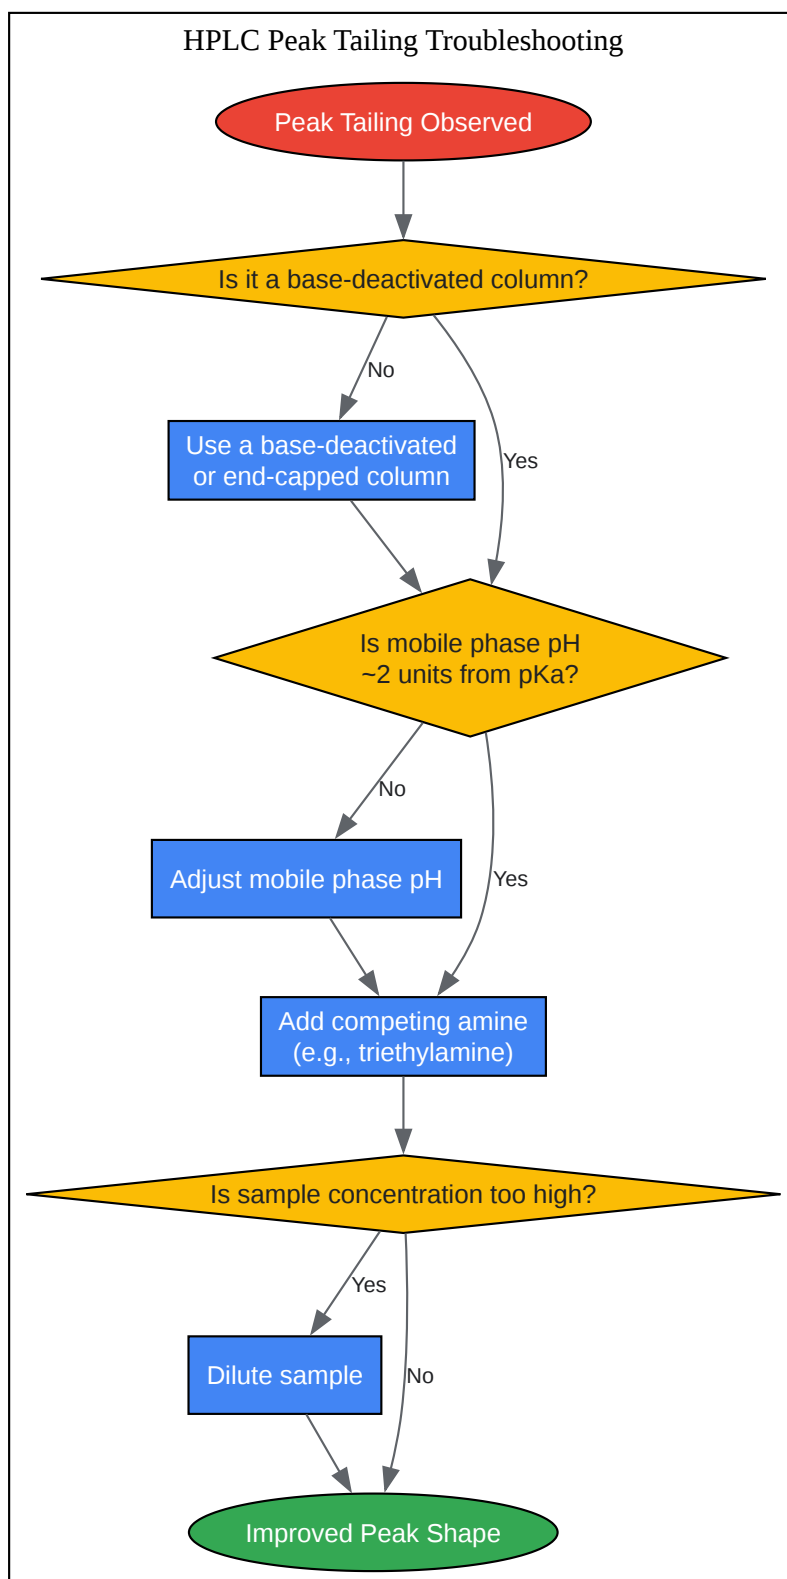 HPLC Peak Tailing Troubleshooting
Peak Tailing Observed
Is it a base-deactivated column?
No
Use a base-deactivated
or end-capped column
Yes
Is mobile phase pH
~2 units from pKa?
No
Adjust mobile phase pH
Yes
Add competing amine
(e.g., triethylamine)
Is sample concentration too high?
Yes
Dilute sample
No
Improved Peak Shape